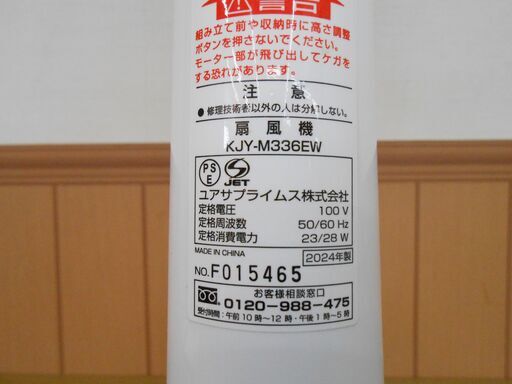 警告
組み立て前や収納時に高さ調整
ボタンを押さないでください。
モーター部が飛び出してケガを
する恐れがあります。
注意
● 修理技術者以外の人は分解しない。
扇風機
KJY-M336EW
PS
E
JET
ユアサプライムス株式会社
定格電圧 100 V
定格周波数 50/60 Hz
定格消費電力 23/28 W
MADE IN CHINA 2024年製
NO.F015465
お客様相談窓口
0120-988-475
受付時間：午前10時～12時・午後1時～5時